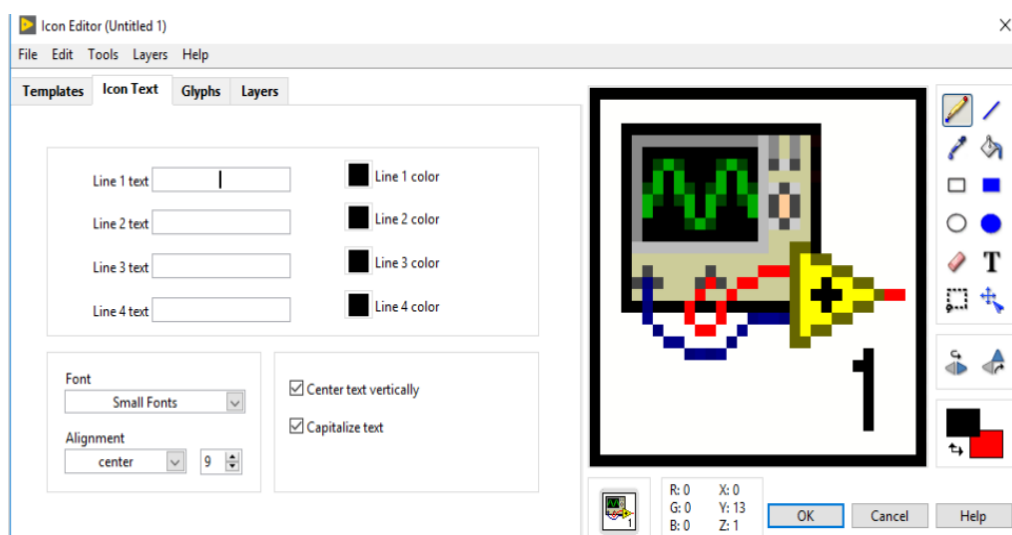 Icon Editor (Untitled 1)
File Edit Tools Layers Help
Templates Icon Text Glyphs Layers
Line 1 text Line 1 color
Line 2 text Line 2 color
Line 3 text Line 3 color
Line 4 text Line 4 color
Font
Small Fonts
Alignment
center 9
Center text vertically
Capitalize text
1
T
1
R: 0 X: 0
G: 0 Y: 13
B: 0 Z: 1
OK Cancel Help